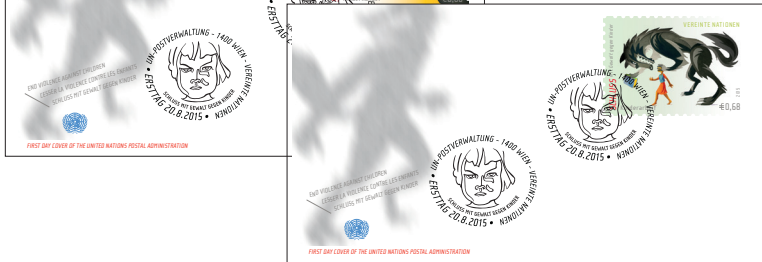 • UN-POSTVERWALTUNG - 1400 WIEN - VEREINTE NATIONEN
• ERSTTAG 20.8.2015 •
SCHLUSS MIT GEWALT GEGEN KINDER
END VIOLENCE AGAINST CHILDREN
CESSER LA VIOLENCE CONTRE LES ENFANTS
SCHLUSS MIT GEWALT GEGEN KINDER
FIRST DAY COVER OF THE UNITED NATIONS POSTAL ADMINISTRATION
• ERSTTAG
VEREINTE NATIONEN
2015
€0,68
• UN-POSTVERWALTUNG - 1400 WIEN - VEREINTE NATIONEN
• ERSTTAG 20.8.2015 •
SCHLUSS MIT GEWALT GEGEN KINDER
• UN-POSTVERWALTUNG - 1400 WIEN - VEREINTE NATIONEN
• ERSTTAG 20.8.2015 •
SCHLUSS MIT GEWALT GEGEN KINDER
END VIOLENCE AGAINST CHILDREN
CESSER LA VIOLENCE CONTRE LES ENFANTS
SCHLUSS MIT GEWALT GEGEN KINDER
FIRST DAY COVER OF THE UNITED NATIONS POSTAL ADMINISTRATION